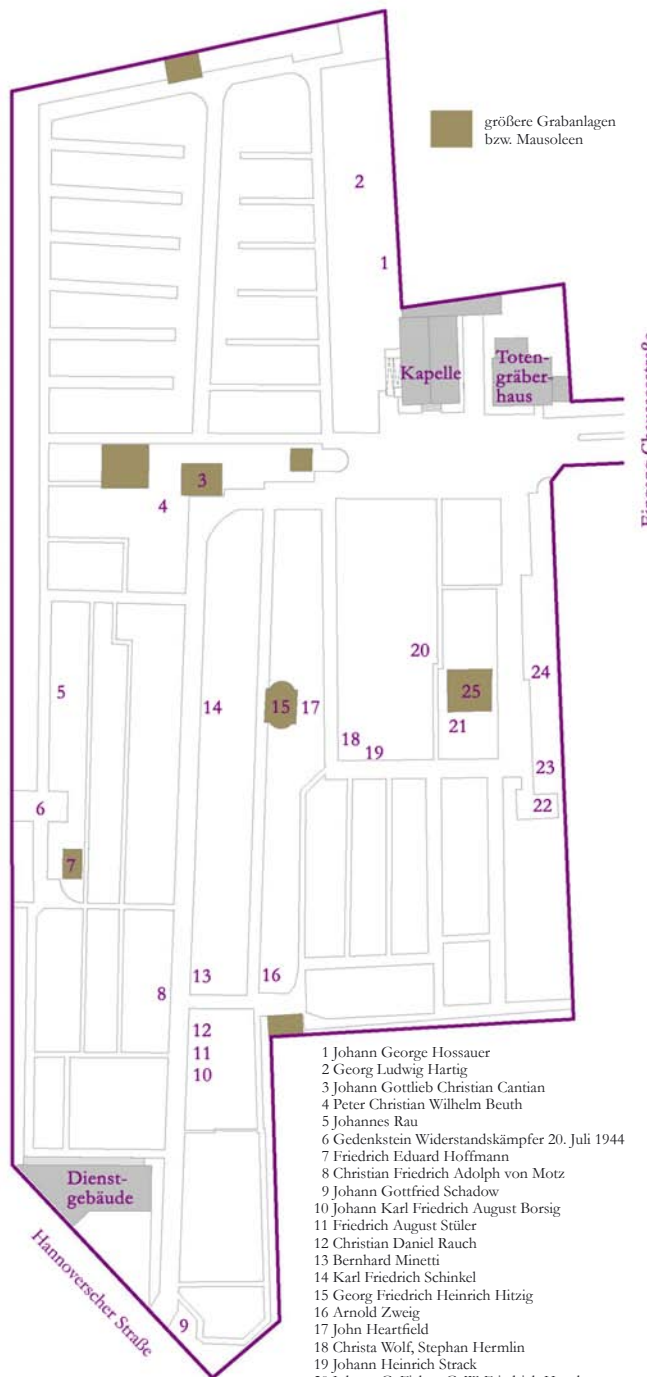 größere Grabanlagen
bzw. Mausoleen
2
1
Kapelle
Toten-
gräber-
haus
3
4
20
24
5
14
15
17
25
21
18
19
23
6
22
7
13
16
8
12
11
10
Dienst-
gebäude
Hannoverscher Straße
9
1 Johann George Hossauer
2 Georg Ludwig Hartig
3 Johann Gottlieb Christian Cantian
4 Peter Christian Wilhelm Beuth
5 Johannes Rau
6 Gedenkstein Widerstandskämpfer 20. Juli 1944
7 Friedrich Eduard Hoffmann
8 Christian Friedrich Adolph von Motz
9 Johann Gottfried Schadow
10 Johann Karl Friedrich August Borsig
11 Friedrich August Stüler
12 Christian Daniel Rauch
13 Bernhard Minetti
14 Karl Friedrich Schinkel
15 Georg Friedrich Heinrich Hitzig
16 Arnold Zweig
17 John Heartfield
18 Christa Wolf, Stephan Hermlin
19 Johann Heinrich Strack